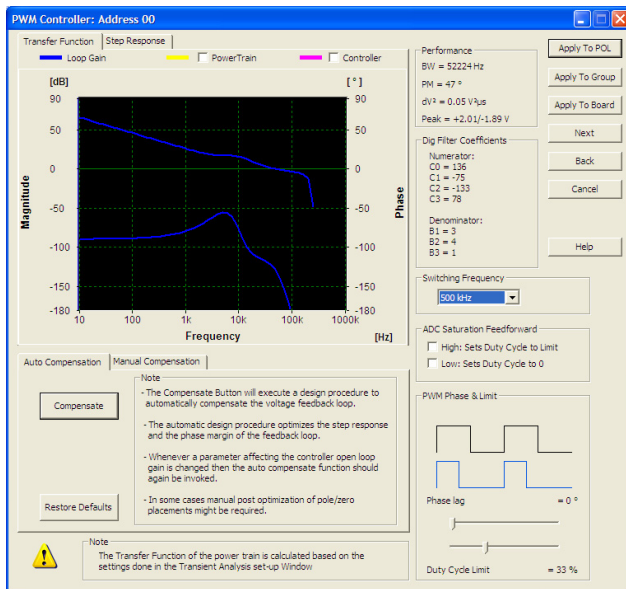 PWM Controller: Address 00
Transfer Function
Step Response
Loop Gain
PowerTrain
Controller
[dB]
[°]
90
50
0
-50
-100
-150
-180
90
50
0
-50
-100
-150
-180
Magnitude
Phase
10
100
1k
10k
100k
1000k
Frequency
[Hz]
Performance
BW = 52224 Hz
PM = 47 °
dV² = 0.05 V²µs
Peak = +2.01/-1.89 V
Dig Filter Coefficients
Numerator:
C0 = 136
C1 = -75
C2 = -133
C3 = 78
Denominator:
B1 = 3
B2 = 4
B3 = 1
Apply To POL
Apply To Group
Apply To Board
Next
Back
Cancel
Help
Switching Frequency
500 kHz
ADC Saturation Feedforward
High: Sets Duty Cycle to Limit
Low: Sets Duty Cycle to 0
PWM Phase & Limit
Phase lag
= 0 °
Duty Cycle Limit
= 33 %
Auto Compensation
Manual Compensation
Compensate
Restore Defaults
Note
- The Compensate Button will execute a design procedure to
automatically compensate the voltage feedback loop.
- The automatic design procedure optimizes the step response
and the phase margin of the feedback loop.
- Whenever a parameter affecting the controller open loop
gain is changed then the auto compensate function should
again be invoked.
- In some cases manual post optimization of pole/zero
placements might be required.
Note
The Transfer Function of the power train is calculated based on the
settings done in the Transient Analysis set-up Window